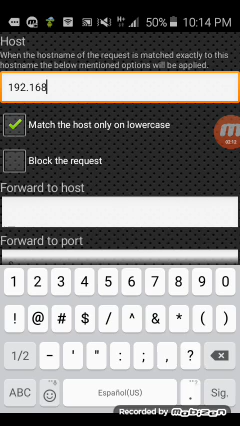 50% 10:14 PM
Host
When the hostname of the request is matched exactly to this
hostname the below mentioned options will be applied.
192.168
Match the host only on lowercase
Block the request
Forward to host
Forward to port
1 2 3 4 5 6 7 8 9 0
! @ # $ / ^ & * ( )
1/2 - ' " : ; , ?
ABC Español(US) . Sig.
Recorded by mobizen